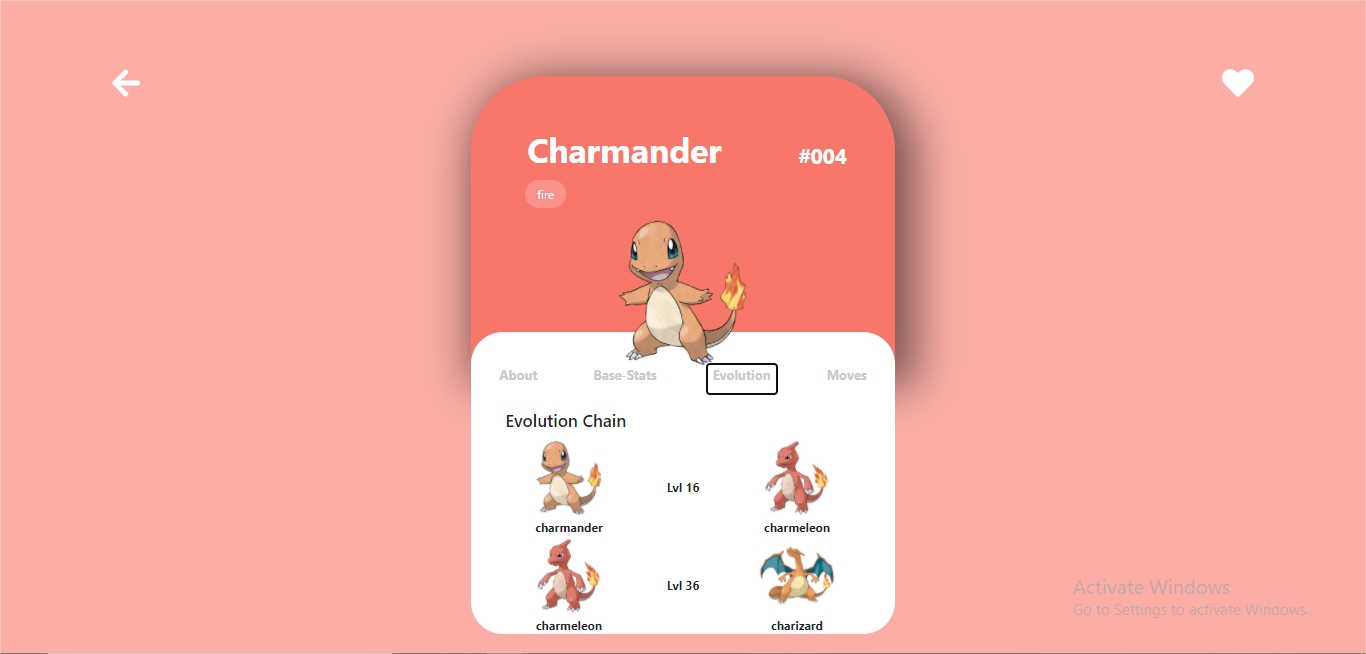 Charmander
#004
fire
About Base-Stats Evolution Moves
Evolution Chain
Lvl 16
charmander charmeleon
Lvl 36
charmeleon charizard
Activate Windows
Go to Settings to activate Windows.